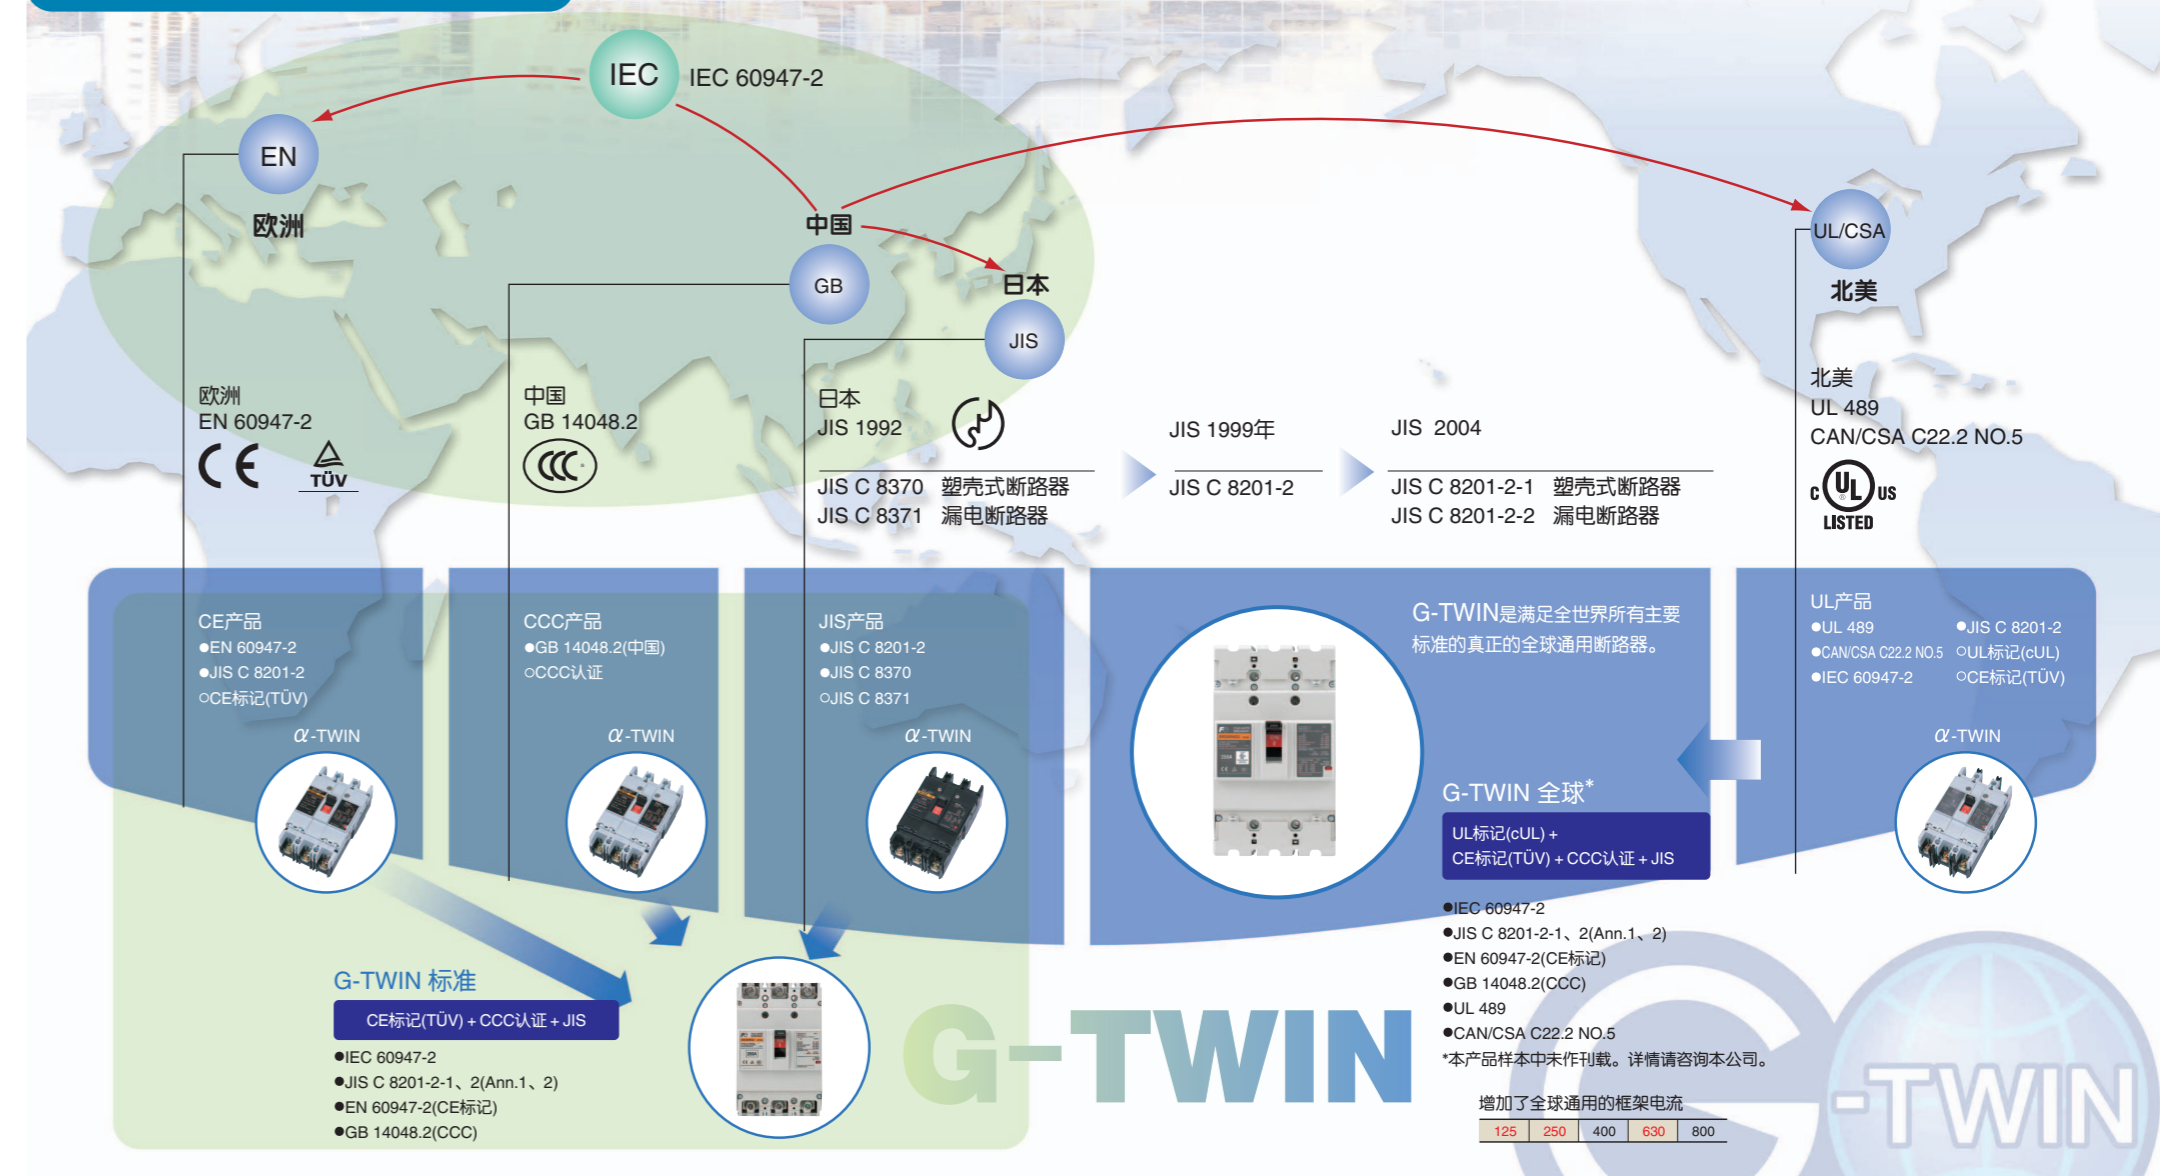 IEC
IEC 60947-2
EN
欧洲
中国
GB
日本
JIS
UL/CSA
北美
欧洲
EN 60947-2
CE
TÜV
中国
GB 14048.2
CCC
日本
JIS 1992
JIS C 8370 塑壳式断路器
JIS C 8371 漏电断路器
JIS 1999年
JIS C 8201-2
JIS 2004
JIS C 8201-2-1 塑壳式断路器
JIS C 8201-2-2 漏电断路器
北美
UL 489
CAN/CSA C22.2 NO.5
C UL US
®
LISTED
CE产品
●EN 60947-2
●JIS C 8201-2
○CE标记(TÜV)
α-TWIN
CCC产品
●GB 14048.2(中国)
○CCC认证
α-TWIN
JIS产品
●JIS C 8201-2
●JIS C 8370
○JIS C 8371
α-TWIN
G-TWIN是满足全世界所有主要
标准的真正的全球通用断路器。
UL产品
●UL 489
●CAN/CSA C22.2 NO.5
●IEC 60947-2
●JIS C 8201-2
○UL标记(cUL)
○CE标记(TÜV)
α-TWIN
G-TWIN 全球*
UL标记(cUL) +
CE标记(TÜV) + CCC认证 + JIS
●IEC 60947-2
●JIS C 8201-2-1、2(Ann.1、2)
●EN 60947-2(CE标记)
●GB 14048.2(CCC)
●UL 489
●CAN/CSA C22.2 NO.5
*本产品样本中未作刊载。详情请咨询本公司。
增加了全球通用的框架电流
125 250 400 630 800
G-TWIN 标准
CE标记(TÜV) + CCC认证 + JIS
●IEC 60947-2
●JIS C 8201-2-1、2(Ann.1、2)
●EN 60947-2(CE标记)
●GB 14048.2(CCC)
G-TWIN
G-TWIN